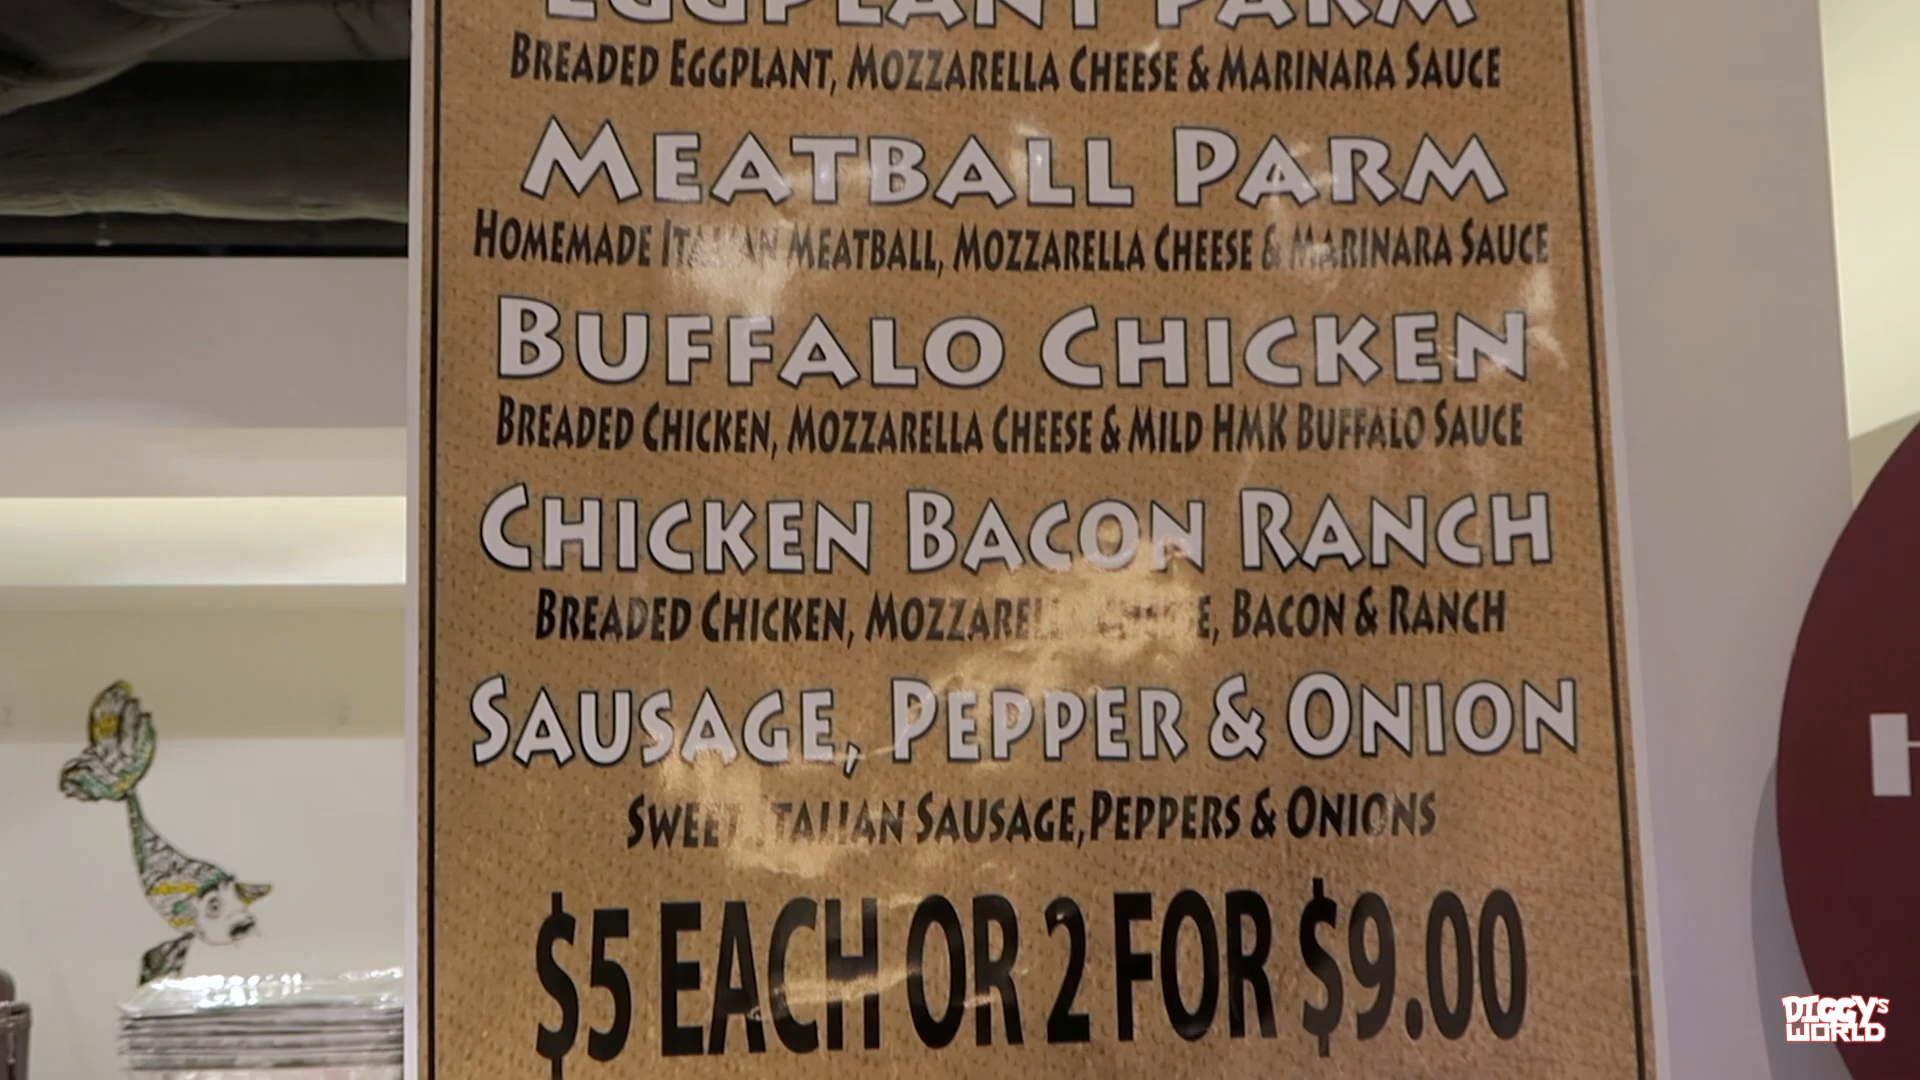 EGGPLANT PARM
BREADED EGGPLANT, MOZZARELLA CHEESE & MARINARA SAUCE
MEATBALL PARM
HOMEMADE ITALIAN MEATBALL, MOZZARELLA CHEESE & MARINARA SAUCE
BUFFALO CHICKEN
BREADED CHICKEN, MOZZARELLA CHEESE & MILD HMK BUFFALO SAUCE
CHICKEN BACON RANCH
BREADED CHICKEN, MOZZARELLA CHEESE, BACON & RANCH
SAUSAGE, PEPPER & ONION
SWEET ITALIAN SAUSAGE, PEPPERS & ONIONS
$5 EACH OR 2 FOR $9.00
DIGGY'S
WORLD